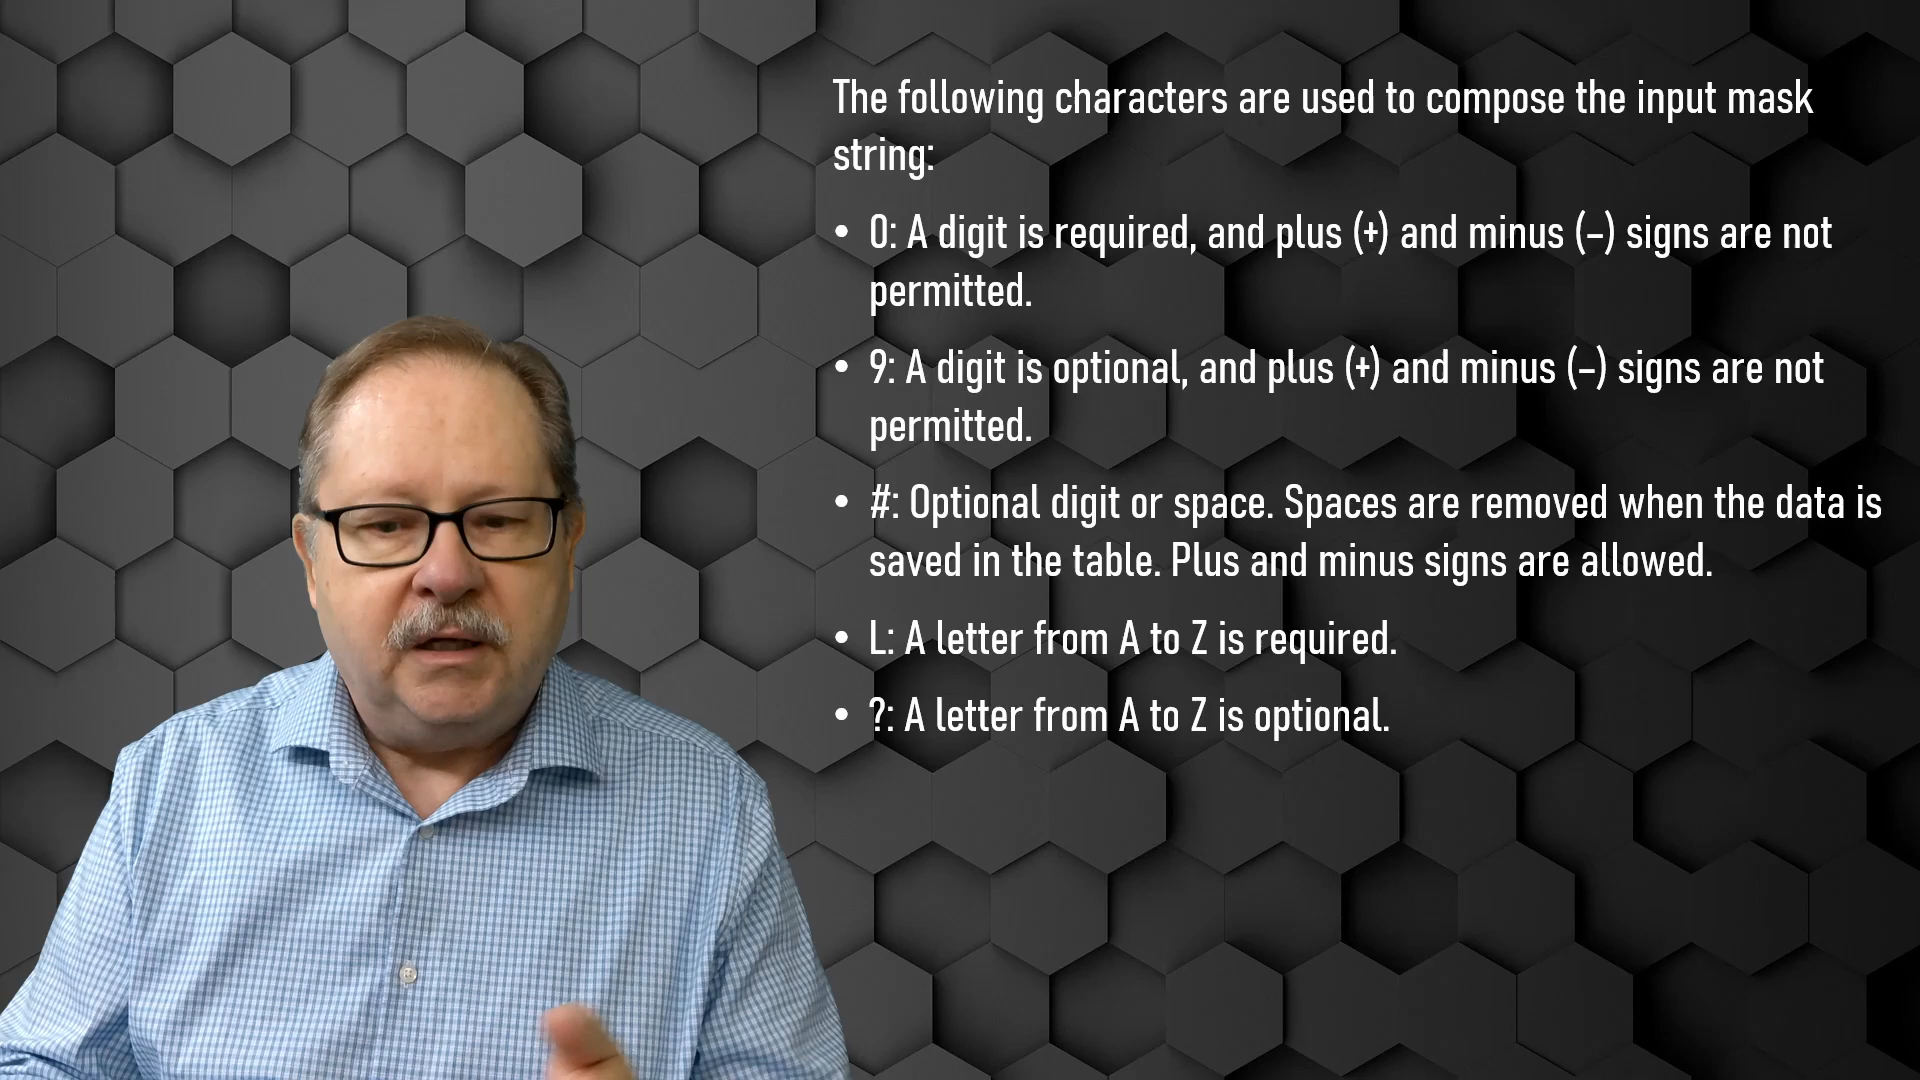 The following characters are used to compose the input mask
string:
• 0: A digit is required, and plus (+) and minus (–) signs are not
permitted.
• 9: A digit is optional, and plus (+) and minus (–) signs are not
permitted.
• #: Optional digit or space. Spaces are removed when the data is
saved in the table. Plus and minus signs are allowed.
• L: A letter from A to Z is required.
• ?: A letter from A to Z is optional.